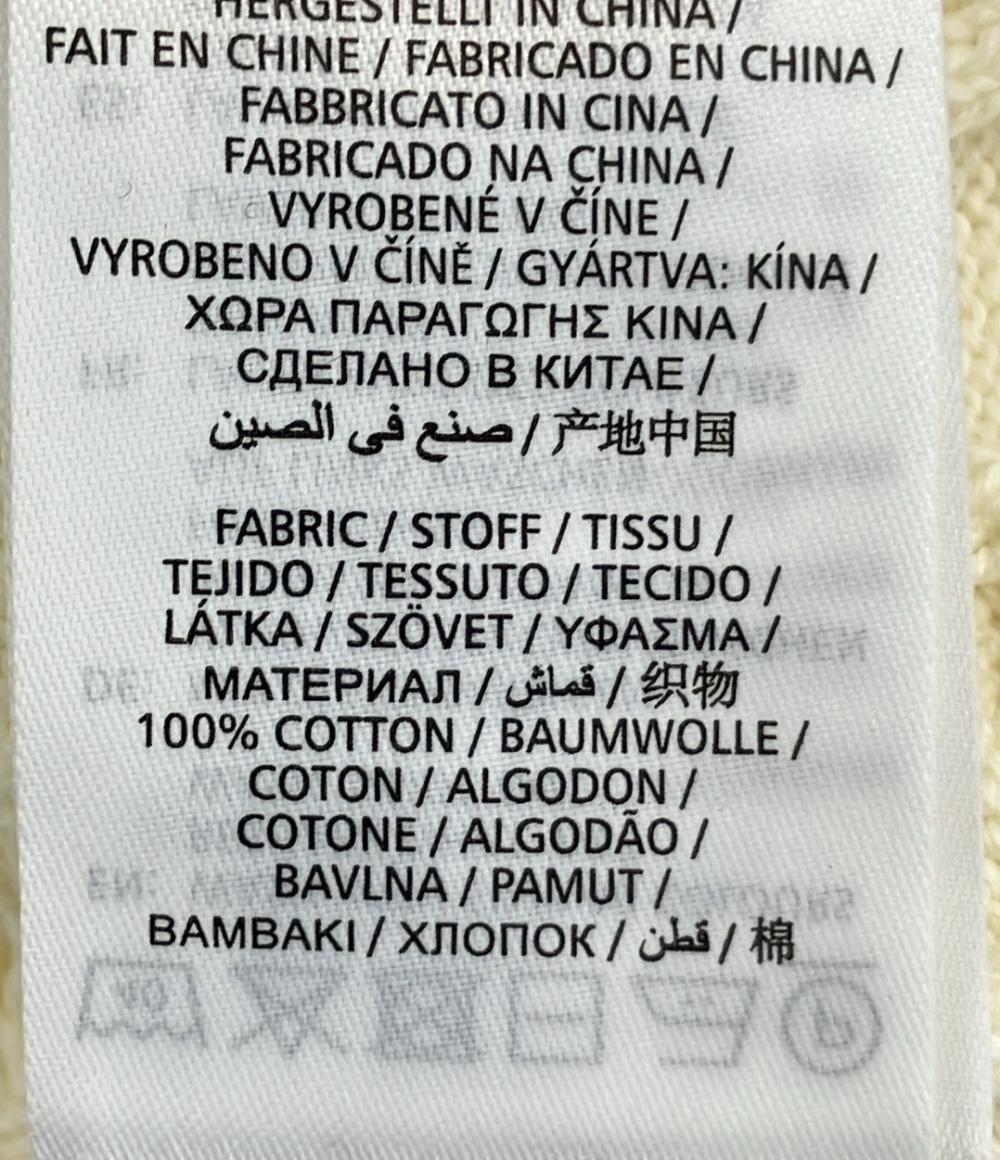 HERGESTELLT IN CHINA /
FAIT EN CHINE / FABRICADO EN CHINA /
FABBRICATO IN CINA /
FABRICADO NA CHINA /
VYROBENÉ V ČÍNE /
VYROBENO V ČÍNĚ / GYÁRTVA: KÍNA /
ΧΩΡΑ ΠΑΡΑΓΩΓΗΣ ΚΙΝΑ /
СДЕЛАНО В КИТАЕ /
صنع فى الصين / 产地中国
FABRIC / STOFF / TISSU /
TEJIDO / TESSUTO / TECIDO /
LÁTKA / SZÖVET / ΥΦΑΣΜΑ /
МАТЕРИАЛ / قماش / 织物
100% COTTON / BAUMWOLLE /
COTON / ALGODON /
COTONE / ALGODÃO /
BAVLNA / PAMUT /
ΒΑΜΒΑΚΙ / ХЛОПОК / قطن / 棉